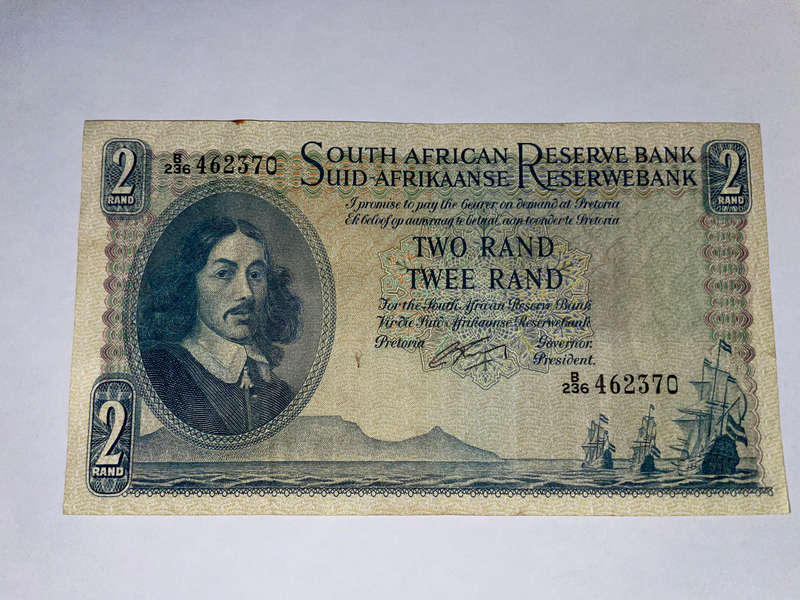 2
RAND
B/236 462370
SOUTH AFRICAN RESERVE BANK
SUID-AFRIKAANSE RESERWEBANK
2
RAND
I promise to pay the bearer on demand at Pretoria
Ek beloof op aanvraag te betaal aan toonder te Pretoria
TWO RAND
TWEE RAND
For the South African Reserve Bank
Vir die Suid-Afrikaanse Reserwebank
Pretoria
Governor.
President.
B/236 462370
2
RAND